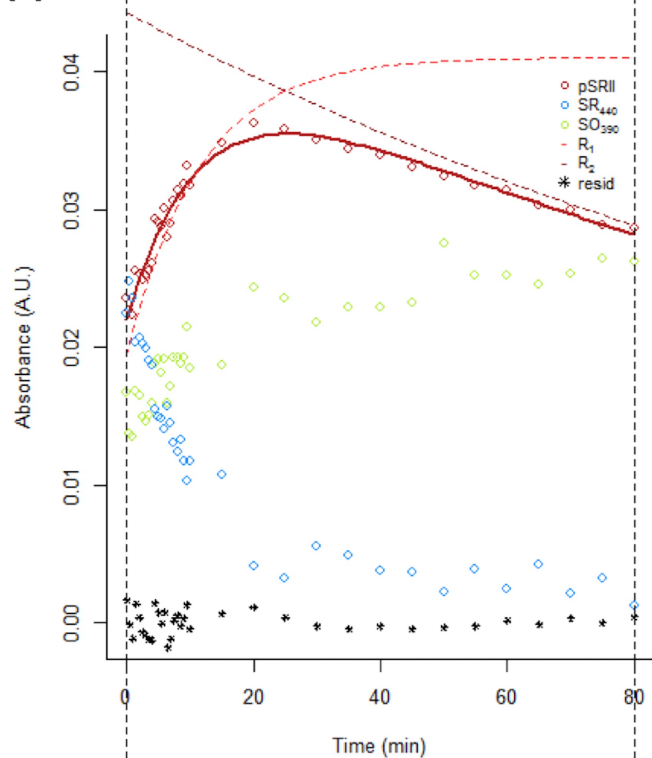 Absorbance (A.U.)
0.04
0.03
0.02
0.01
0.00
pSRII
SR440
SO390
R1
R2
resid
0 20 40 60 80
Time (min)